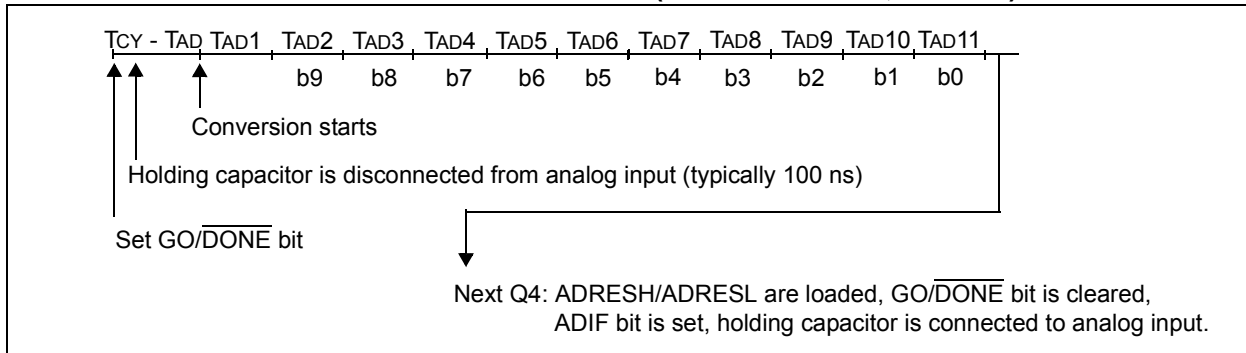 TCY - TAD TAD1 TAD2 TAD3 TAD4 TAD5 TAD6 TAD7 TAD8 TAD9 TAD10 TAD11
b9 b8 b7 b6 b5 b4 b3 b2 b1 b0
Conversion starts
Holding capacitor is disconnected from analog input (typically 100 ns)
Set GO/DONE bit
Next Q4: ADRESH/ADRESL are loaded, GO/DONE bit is cleared,
ADIF bit is set, holding capacitor is connected to analog input.